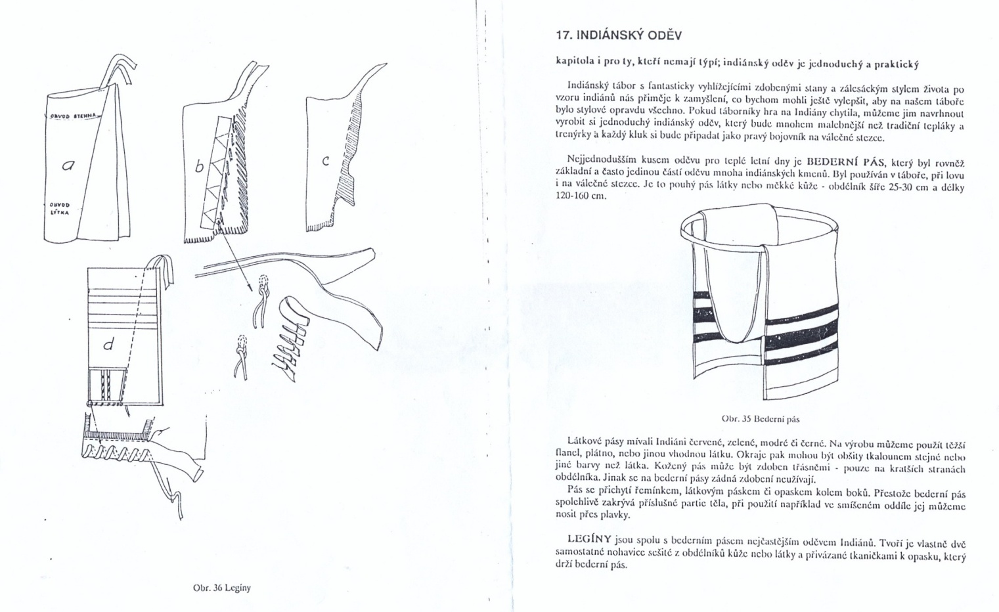 OBVOD STEHNA
a
OBVOD
LÝTKA
b
c
d
Obr. 36 Legíny
17. INDIÁNSKÝ ODĚV
kapitola i pro ty, kteří nemají týpí; indiánský oděv je jednoduchý a praktický
Indiánský tábor s fantasticky vyhlížejícími zdobenými stany a zálesáckým stylem života po
vzoru indiánů nás přiměje k zamyšlení, co bychom mohli ještě vylepšit, aby na našem táboře
bylo stylové opravdu všechno. Pokud táborníky hra na Indiány chytila, můžeme jim navrhnout
vyrobit si jednoduchý indiánský oděv, který bude mnohem malebnější než tradiční tepláky a
trenýrky a každý kluk si bude připadat jako pravý bojovník na válečné stezce.
Nejjednodušším kusem oděvu pro teplé letní dny je BEDERNÍ PÁS, který byl rovněž
základní a často jedinou částí oděvu mnoha indiánských kmenů. Byl používán v táboře, při lovu
i na válečné stezce. Je to pouhý pás látky nebo měkké kůže - obdélník šíře 25-30 cm a délky
120-160 cm.
Obr. 35 Bederní pás
Látkové pásy mívali Indiáni červené, zelené, modré či černé. Na výrobu můžeme použít těžší
flanel, plátno, nebo jinou vhodnou látku. Okraje pak mohou být obšity tkalounem stejné nebo
jiné barvy než látka. Kožený pás může být zdoben třásněmi - pouze na kratších stranách
obdélníka. Jinak se na bederní pásy zádná zdobení neužívají.
Pás se přichytí řemínkem, látkovým páskem či opaskem kolem boků. Přestože bederní pás
spolehlivě zakrývá příslušné partie těla, při použití například ve smíšeném oddíle jej můžeme
nosit přes plavky.
LEGÍNY jsou spolu s bederním pásem nejčastějším oděvem Indiánů. Tvoří je vlastně dvě
samostatné nohavice sešité z obdélníků kůže nebo látky a přivázané tkaničkami k opasku, který
drží bederní pás.